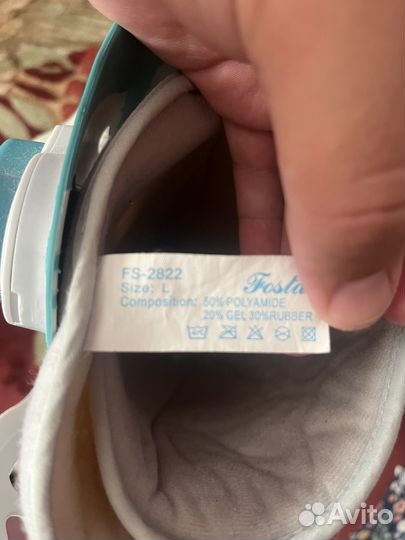 FS-2822
Fosta
Size: L
Composition: 50% POLYAMIDE
20% GEL 30%RUBBER
Avito